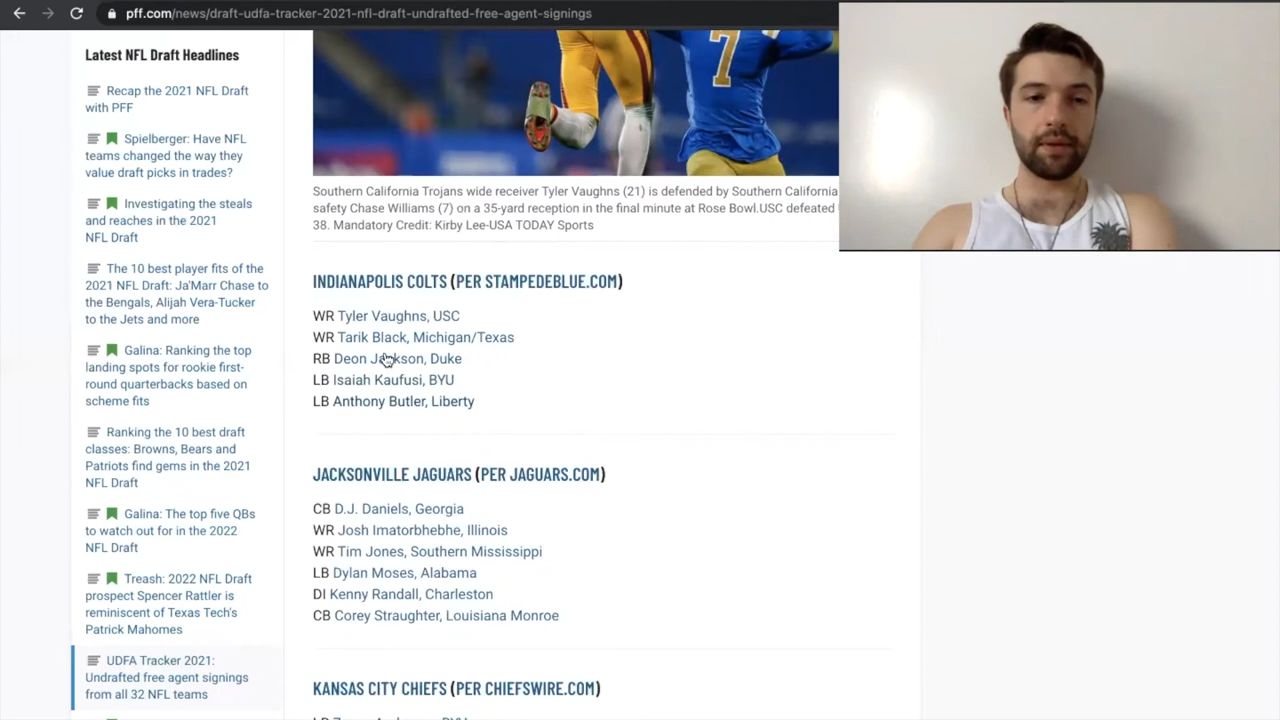 pff.com/news/draft-udfa-tracker-2021-nfl-draft-undrafted-free-agent-signings
Latest NFL Draft Headlines
Recap the 2021 NFL Draft
with PFF
Spielberger: Have NFL
teams changed the way they
value draft picks in trades?
Investigating the steals
and reaches in the 2021
NFL Draft
The 10 best player fits of the
2021 NFL Draft: Ja'Marr Chase to
the Bengals, Alijah Vera-Tucker
to the Jets and more
Galina: Ranking the top
landing spots for rookie first-
round quarterbacks based on
scheme fits
Ranking the 10 best draft
classes: Browns, Bears and
Patriots find gems in the 2021
NFL Draft
Galina: The top five QBs
to watch out for in the 2022
NFL Draft
Treash: 2022 NFL Draft
prospect Spencer Rattler is
reminiscent of Texas Tech's
Patrick Mahomes
UDFA Tracker 2021:
Undrafted free agent signings
from all 32 NFL teams
7
Southern California Trojans wide receiver Tyler Vaughns (21) is defended by Southern California
safety Chase Williams (7) on a 35-yard reception in the final minute at Rose Bowl.USC defeated
38. Mandatory Credit: Kirby Lee-USA TODAY Sports
INDIANAPOLIS COLTS (PER STAMPEDEBLUE.COM)
WR Tyler Vaughns, USC
WR Tarik Black, Michigan/Texas
RB Deon Jackson, Duke
LB Isaiah Kaufusi, BYU
LB Anthony Butler, Liberty
JACKSONVILLE JAGUARS (PER JAGUARS.COM)
CB D.J. Daniels, Georgia
WR Josh Imatorbhebhe, Illinois
WR Tim Jones, Southern Mississippi
LB Dylan Moses, Alabama
DI Kenny Randall, Charleston
CB Corey Straughter, Louisiana Monroe
KANSAS CITY CHIEFS (PER CHIEFSWIRE.COM)